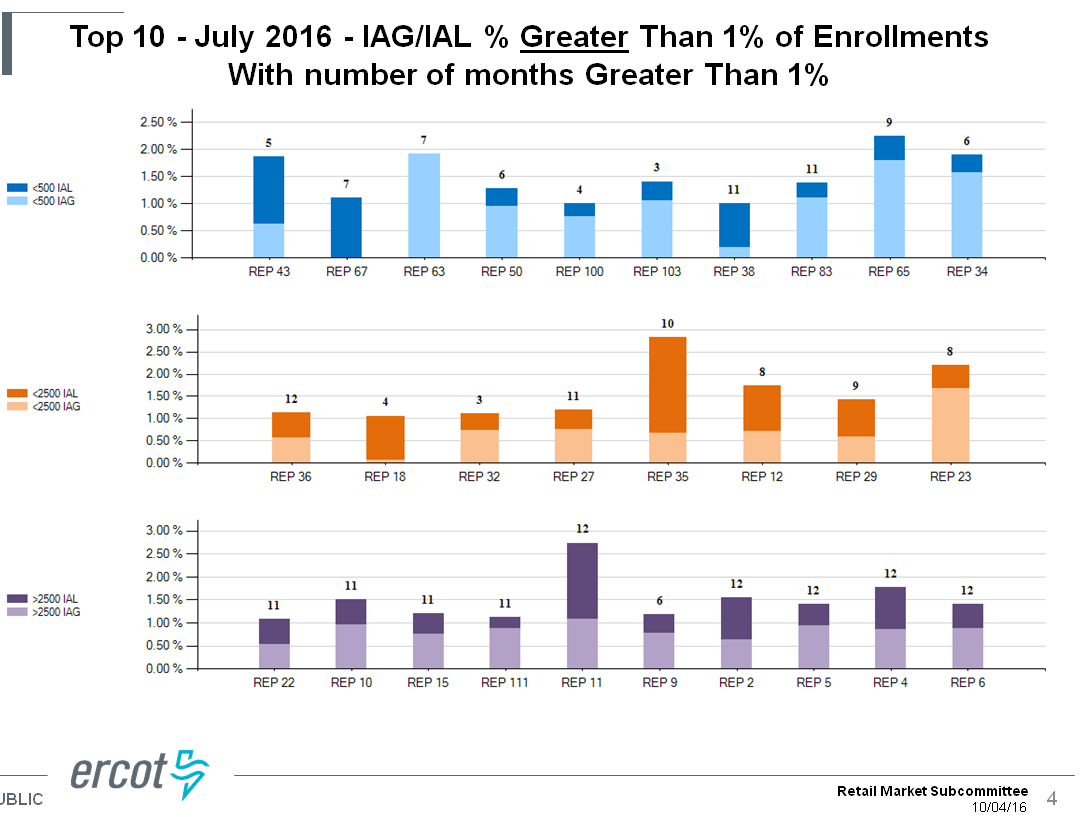 Top 10 - July 2016 - IAG/IAL % Greater Than 1% of Enrollments
With number of months Greater Than 1%
<500 IAL
<500 IAG
2.50 %
2.00 %
1.50 %
1.00 %
0.50 %
0.00 %
5 7 7 6 4 3 11 11 9 6
REP 43 REP 67 REP 63 REP 50 REP 100 REP 103 REP 38 REP 83 REP 65 REP 34
<2500 IAL
<2500 IAG
3.00 %
2.50 %
2.00 %
1.50 %
1.00 %
0.50 %
0.00 %
12 4 3 11 10 8 9 8
REP 36 REP 18 REP 32 REP 27 REP 35 REP 12 REP 29 REP 23
>2500 IAL
>2500 IAG
3.00 %
2.50 %
2.00 %
1.50 %
1.00 %
0.50 %
0.00 %
11 11 11 11 12 6 12 12 12 12
REP 22 REP 10 REP 15 REP 111 REP 11 REP 9 REP 2 REP 5 REP 4 REP 6
ercot
UBLIC
Retail Market Subcommittee
10/04/16
4